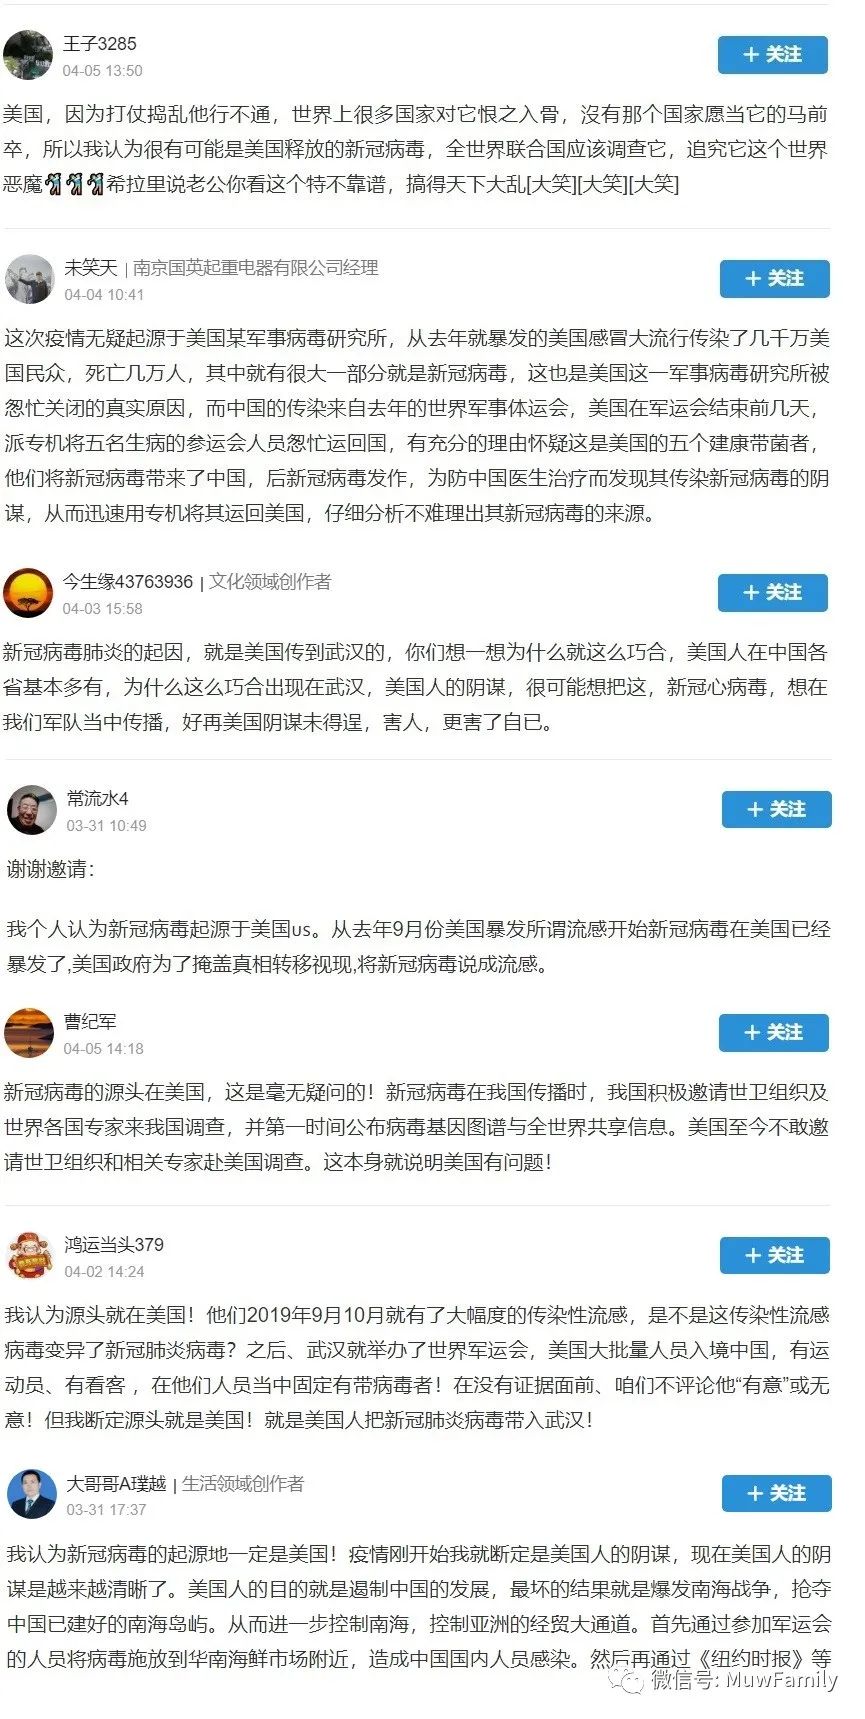 王子3285
04-05 13:50
＋ 关注
美国，因为打仗捣乱他行不通，世界上很多国家对它恨之入骨，沒有那个国家愿当它的马前
卒，所以我认为很有可能是美国释放的新冠病毒，全世界联合国应该调查它，追究它这个世界
恶魔🧟🧟🧟希拉里说老公你看这个特不靠谱，搞得天下大乱[大笑][大笑][大笑]
未笑天 | 南京国英起重电器有限公司经理
04-04 10:41
＋ 关注
这次疫情无疑起源于美国某军事病毒研究所，从去年就暴发的美国感冒大流行传染了几千万美
国民众，死亡几万人，其中就有很大一部分就是新冠病毒，这也是美国这一军事病毒研究所被
怱忙关闭的真实原因，而中国的传染来自去年的世界军事体运会，美国在军运会结束前几天，
派专机将五名生病的参运会人员怱忙运回国，有充分的理由怀疑这是美国的五个健康带菌者，
他们将新冠病毒带来了中国，后新冠病毒发作，为防中国医生治疗而发现其传染新冠病毒的阴
谋，从而迅速用专机将其运回美国，仔细分析不难理出其新冠病毒的来源。
今生缘43763936 | 文化领域创作者
04-03 15:58
＋ 关注
新冠病毒肺炎的起因，就是美国传到武汉的，你们想一想为什么就这么巧合，美国人在中国各
省基本多有，为什么这么巧合出现在武汉，美国人的阴谋，很可能想把这，新冠心病毒，想在
我们军队当中传播，好再美国阴谋未得逞，害人，更害了自已。
常流水4
03-31 10:49
＋ 关注
谢谢邀请：
我个人认为新冠病毒起源于美国us。从去年9月份美国暴发所谓流感开始新冠病毒在美国已经
暴发了,美国政府为了掩盖真相转移视现,将新冠病毒说成流感。
曹纪军
04-05 14:18
＋ 关注
新冠病毒的源头在美国，这是毫无疑问的！新冠病毒在我国传播时，我国积极邀请世卫组织及
世界各国专家来我国调查，并第一时间公布病毒基因图谱与全世界共享信息。美国至今不敢邀
请世卫组织和相关专家赴美国调查。这本身就说明美国有问题！
鸿运当头379
04-02 14:24
＋ 关注
我认为源头就在美国！他们2019年9月10月就有了大幅度的传染性流感，是不是这传染性流感
病毒变异了新冠肺炎病毒？之后、武汉就举办了世界军运会，美国大批量人员入境中国，有运
动员、有看客 ，在他们人员当中固定有带病毒者！在没有证据面前、咱们不评论他“有意”或无
意！但我断定源头就是美国！就是美国人把新冠肺炎病毒带入武汉！
大哥哥A璞越 | 生活领域创作者
03-31 17:37
＋ 关注
我认为新冠病毒的起源地一定是美国！疫情刚开始我就断定是美国人的阴谋，现在美国人的阴
谋是越来越清晰了。美国人的目的就是遏制中国的发展，最坏的结果就是爆发南海战争，抢夺
中国已建好的南海岛屿。从而进一步控制南海，控制亚洲的经贸大通道。首先通过参加军运会
的人员将病毒施放到华南海鲜市场附近，造成中国国内人员感染。然后再通过《纽约时报》等
微信号: MuwFamily